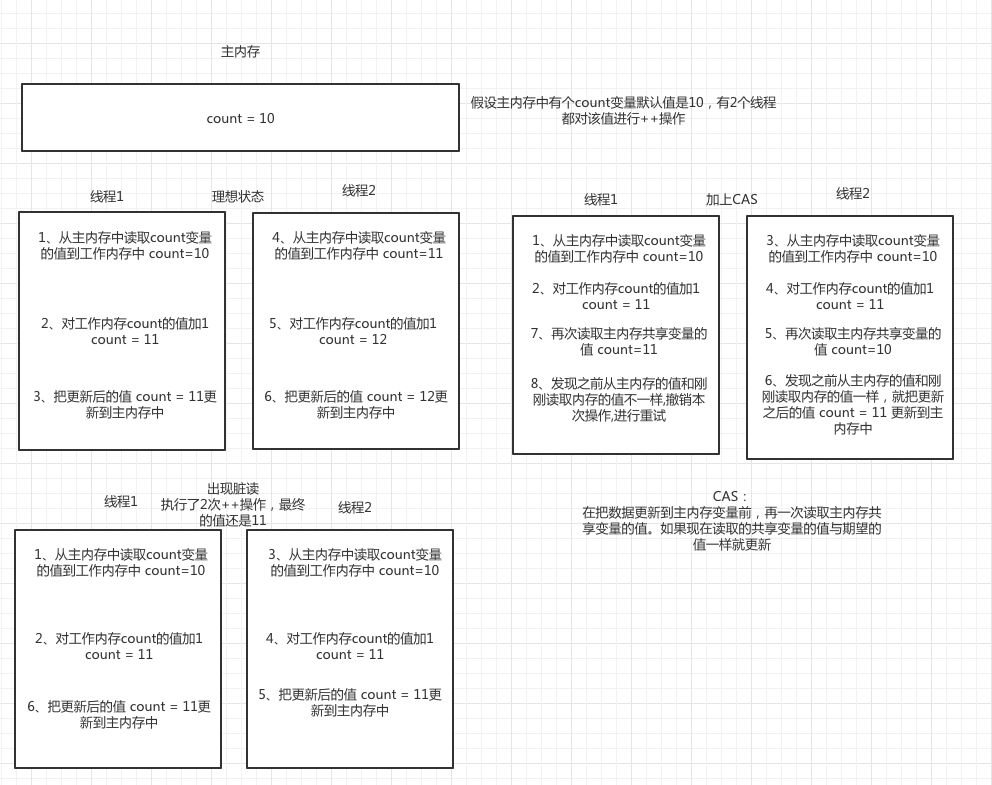 主内存
count = 10
假设主内存中有个count变量默认值是10，有2个线程
都对该值进行++操作
线程1
理想状态
线程2
1、从主内存中读取count变量
的值到工作内存中 count=10
2、对工作内存count的值加1
count = 11
3、把更新后的值 count = 11更
新到主内存中
4、从主内存中读取count变量
的值到工作内存中 count=11
5、对工作内存count的值加1
count = 12
6、把更新后的值 count = 12更
新到主内存中
线程1
加上CAS
线程2
1、从主内存中读取count变量
的值到工作内存中 count=10
2、对工作内存count的值加1
count = 11
7、再次读取主内存共享变量的
值 count=11
8、发现之前从主内存的值和刚
刚读取内存的值不一样,撤销本
次操作,进行重试
3、从主内存中读取count变量
的值到工作内存中 count=10
4、对工作内存count的值加1
count = 11
5、再次读取主内存共享变量的
值 count=10
6、发现之前从主内存的值和刚
刚读取内存的值一样，就把更新
之后的值 count = 11 更新到主
内存中
线程1
出现脏读
执行了2次++操作，最终
的值还是11
线程2
1、从主内存中读取count变量
的值到工作内存中 count=10
2、对工作内存count的值加1
count = 11
6、把更新后的值 count = 11更
新到主内存中
3、从主内存中读取count变量
的值到工作内存中 count=10
4、对工作内存count的值加1
count = 11
5、把更新后的值 count = 11更
新到主内存中
CAS：
在把数据更新到主内存变量前，再一次读取主内存共
享变量的值。如果现在读取的共享变量的值与期望的
值一样就更新